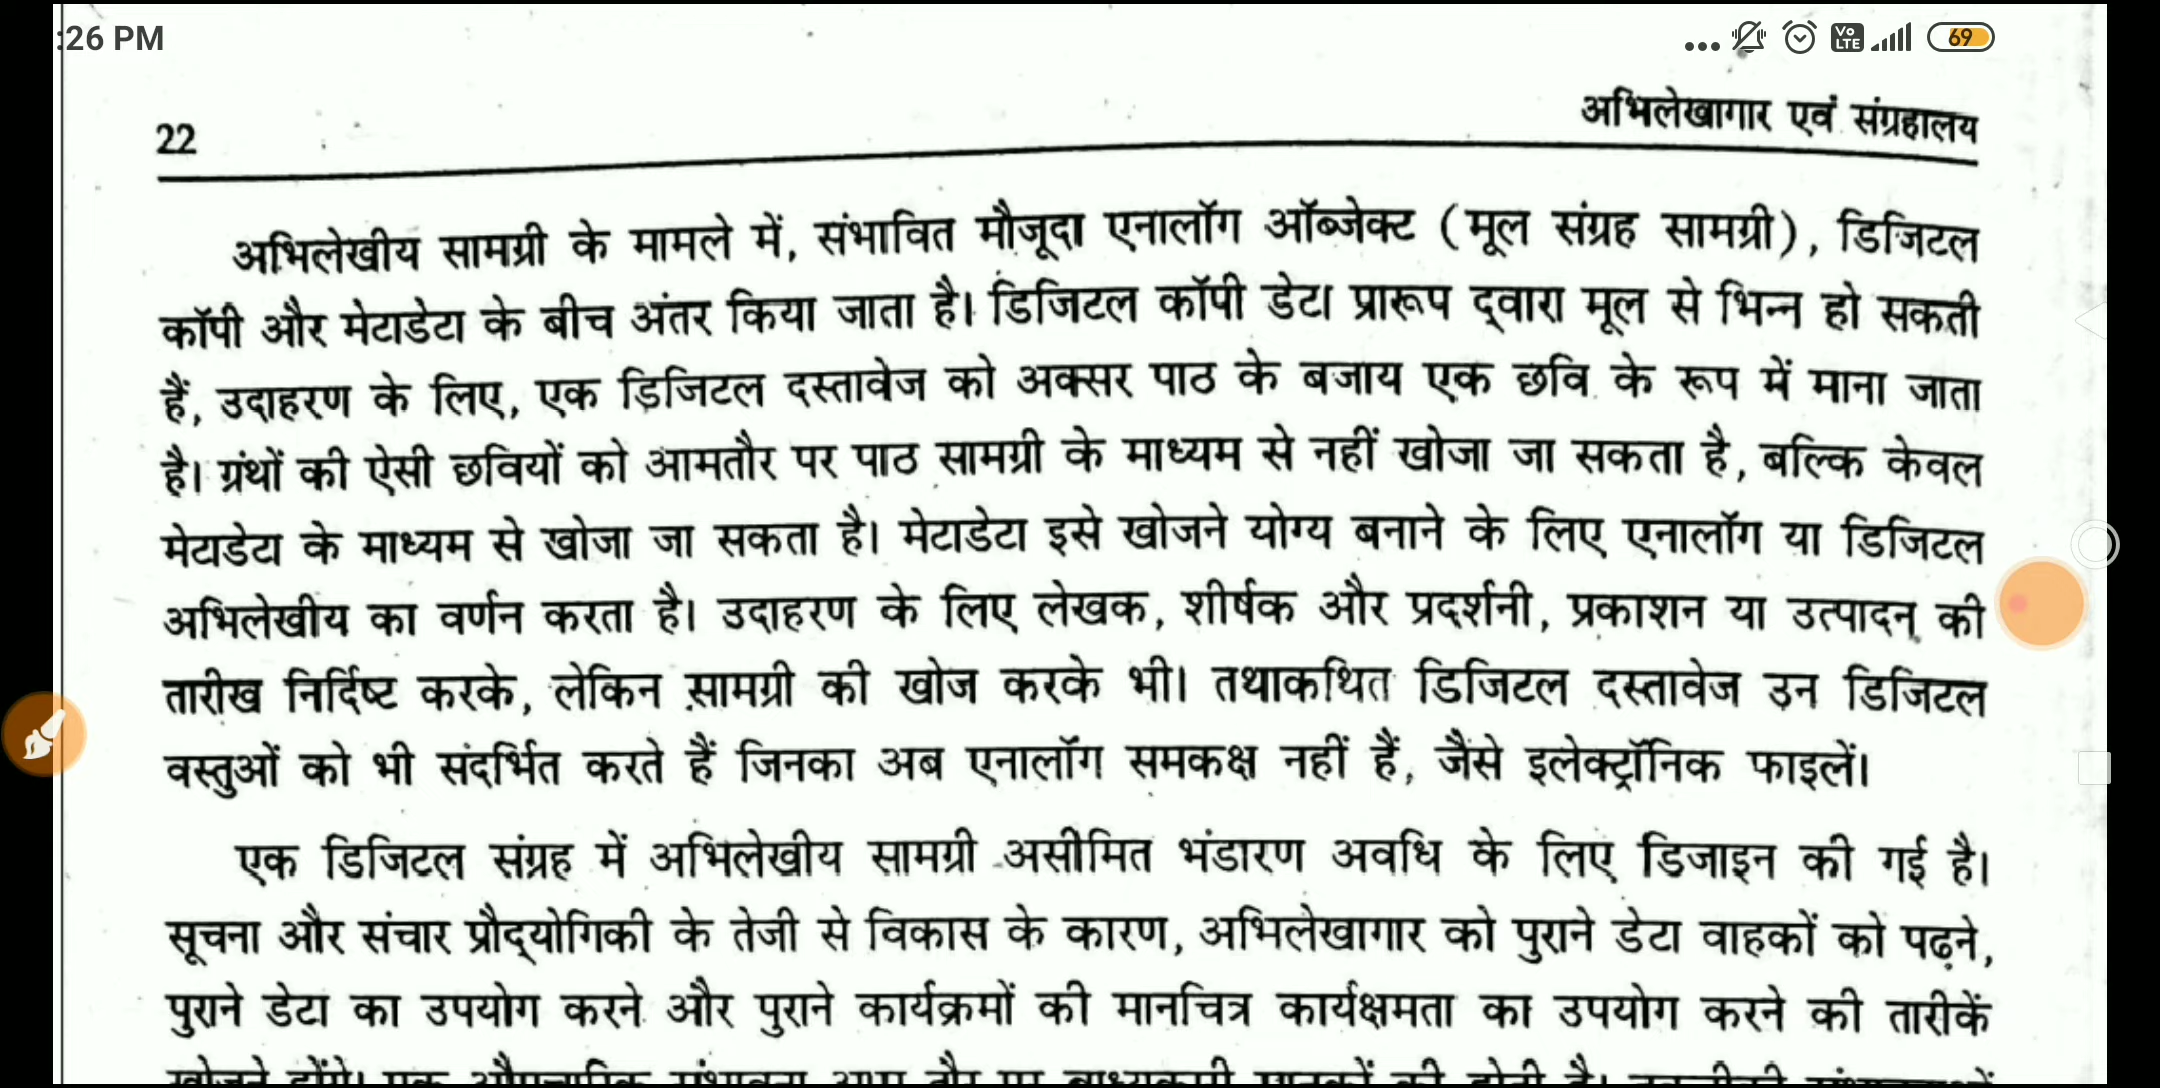 :26 PM
... Vo LTE 69
अभिलेखागार एवं संग्रहालय
22
अभिलेखीय सामग्री के मामले में, संभावित मौजूदा एनालॉग ऑब्जेक्ट (मूल संग्रह सामग्री), डिजिटल
कॉपी और मेटाडेटा के बीच अंतर किया जाता है। डिजिटल कॉपी डेटा प्रारूप द्वारा मूल से भिन्न हो सकती
हैं, उदाहरण के लिए, एक डिजिटल दस्तावेज को अक्सर पाठ के बजाय एक छवि के रूप में माना जाता
है। ग्रंथों की ऐसी छवियों को आमतौर पर पाठ सामग्री के माध्यम से नहीं खोजा जा सकता है, बल्कि केवल
मेटाडेटा के माध्यम से खोजा जा सकता है। मेटाडेटा इसे खोजने योग्य बनाने के लिए एनालॉग या डिजिटल
अभिलेखीय का वर्णन करता है। उदाहरण के लिए लेखक, शीर्षक और प्रदर्शनी, प्रकाशन या उत्पादन की
तारीख निर्दिष्ट करके, लेकिन सामग्री की खोज करके भी। तथाकथित डिजिटल दस्तावेज उन डिजिटल
वस्तुओं को भी संदर्भित करते हैं जिनका अब एनालॉग समकक्ष नहीं हैं, जैसे इलेक्ट्रॉनिक फाइलें।
एक डिजिटल संग्रह में अभिलेखीय सामग्री असीमित भंडारण अवधि के लिए डिजाइन की गई है।
सूचना और संचार प्रौद्योगिकी के तेजी से विकास के कारण, अभिलेखागार को पुराने डेटा वाहकों को पढ़ने,
पुराने डेटा का उपयोग करने और पुराने कार्यक्रमों की मानचित्र कार्यक्षमता का उपयोग करने की तारीकें